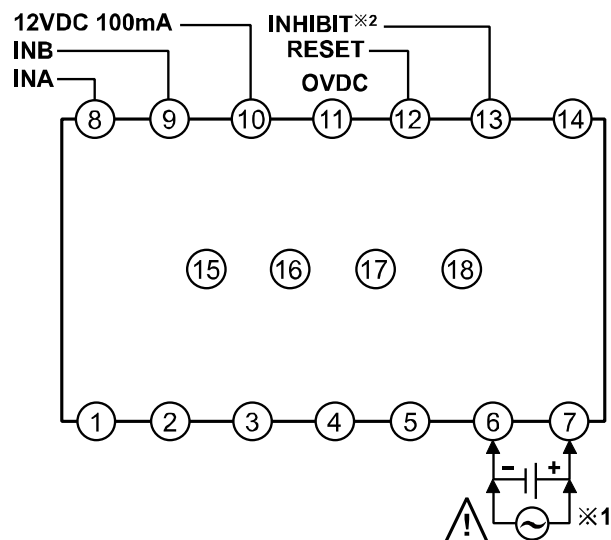 12VDC 100mA
INHIBIT※2
INB
RESET
INA
OVDC
8 9 10 11 12 13 14
15 16 17 18
1 2 3 4 5 6 7
- +
! ※1